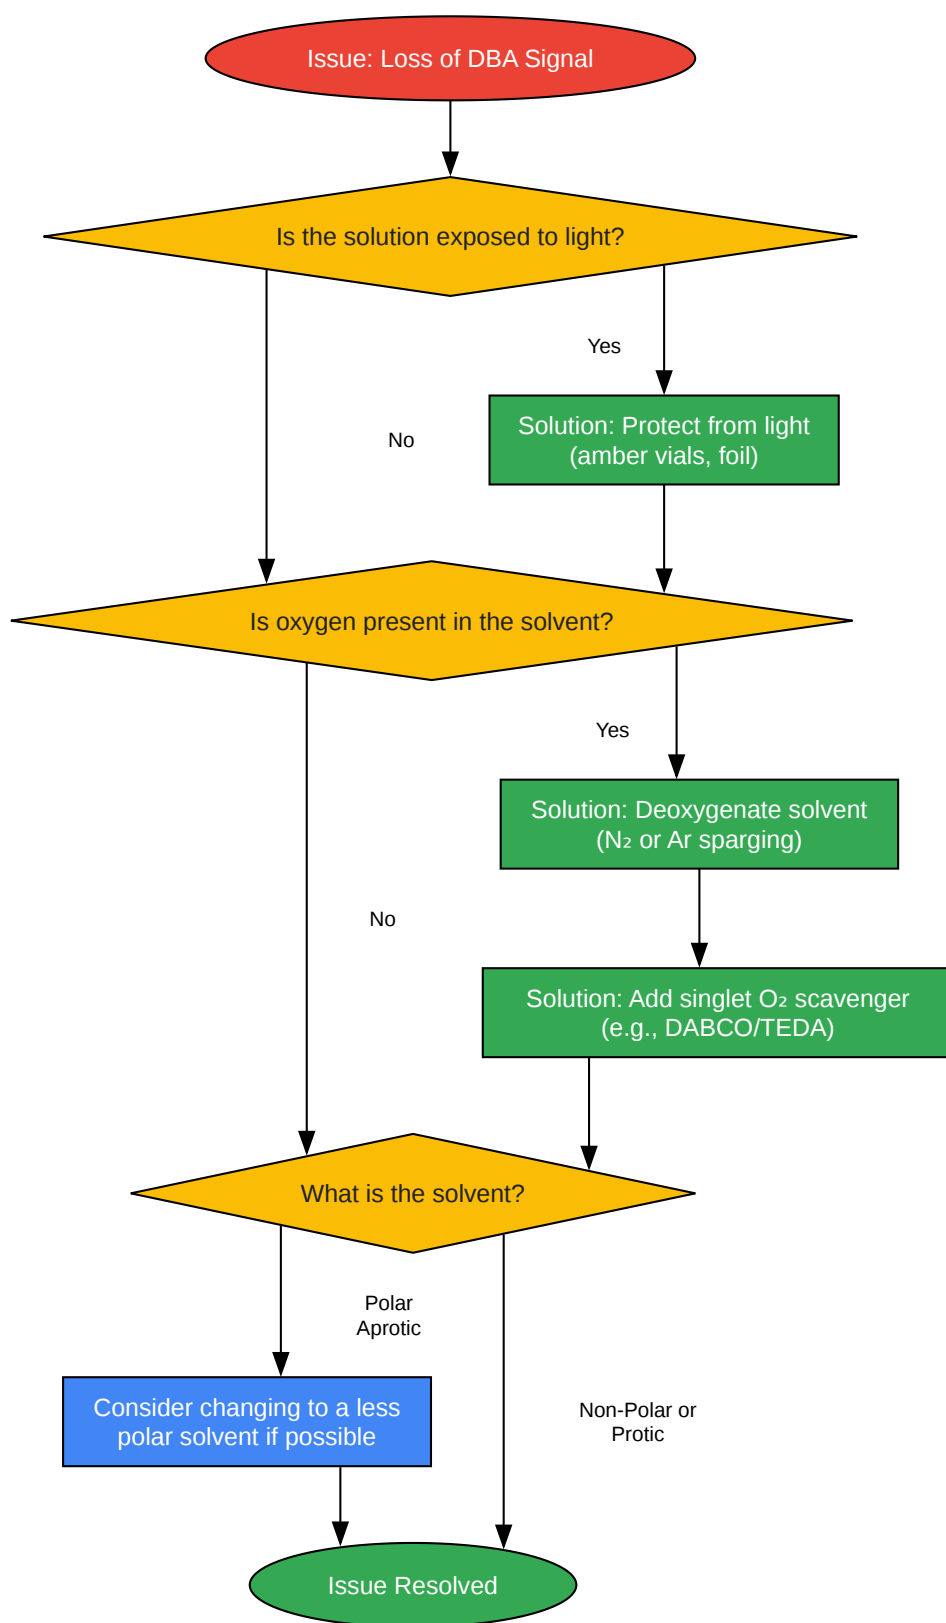 Issue: Loss of DBA Signal
Is the solution exposed to light?
Yes
Solution: Protect from light
(amber vials, foil)
No
Is oxygen present in the solvent?
Yes
Solution: Deoxygenate solvent
(N₂ or Ar sparging)
No
Solution: Add singlet O₂ scavenger
(e.g., DABCO/TEDA)
What is the solvent?
Polar
Aprotic
Consider changing to a less
polar solvent if possible
Non-Polar or
Protic
Issue Resolved